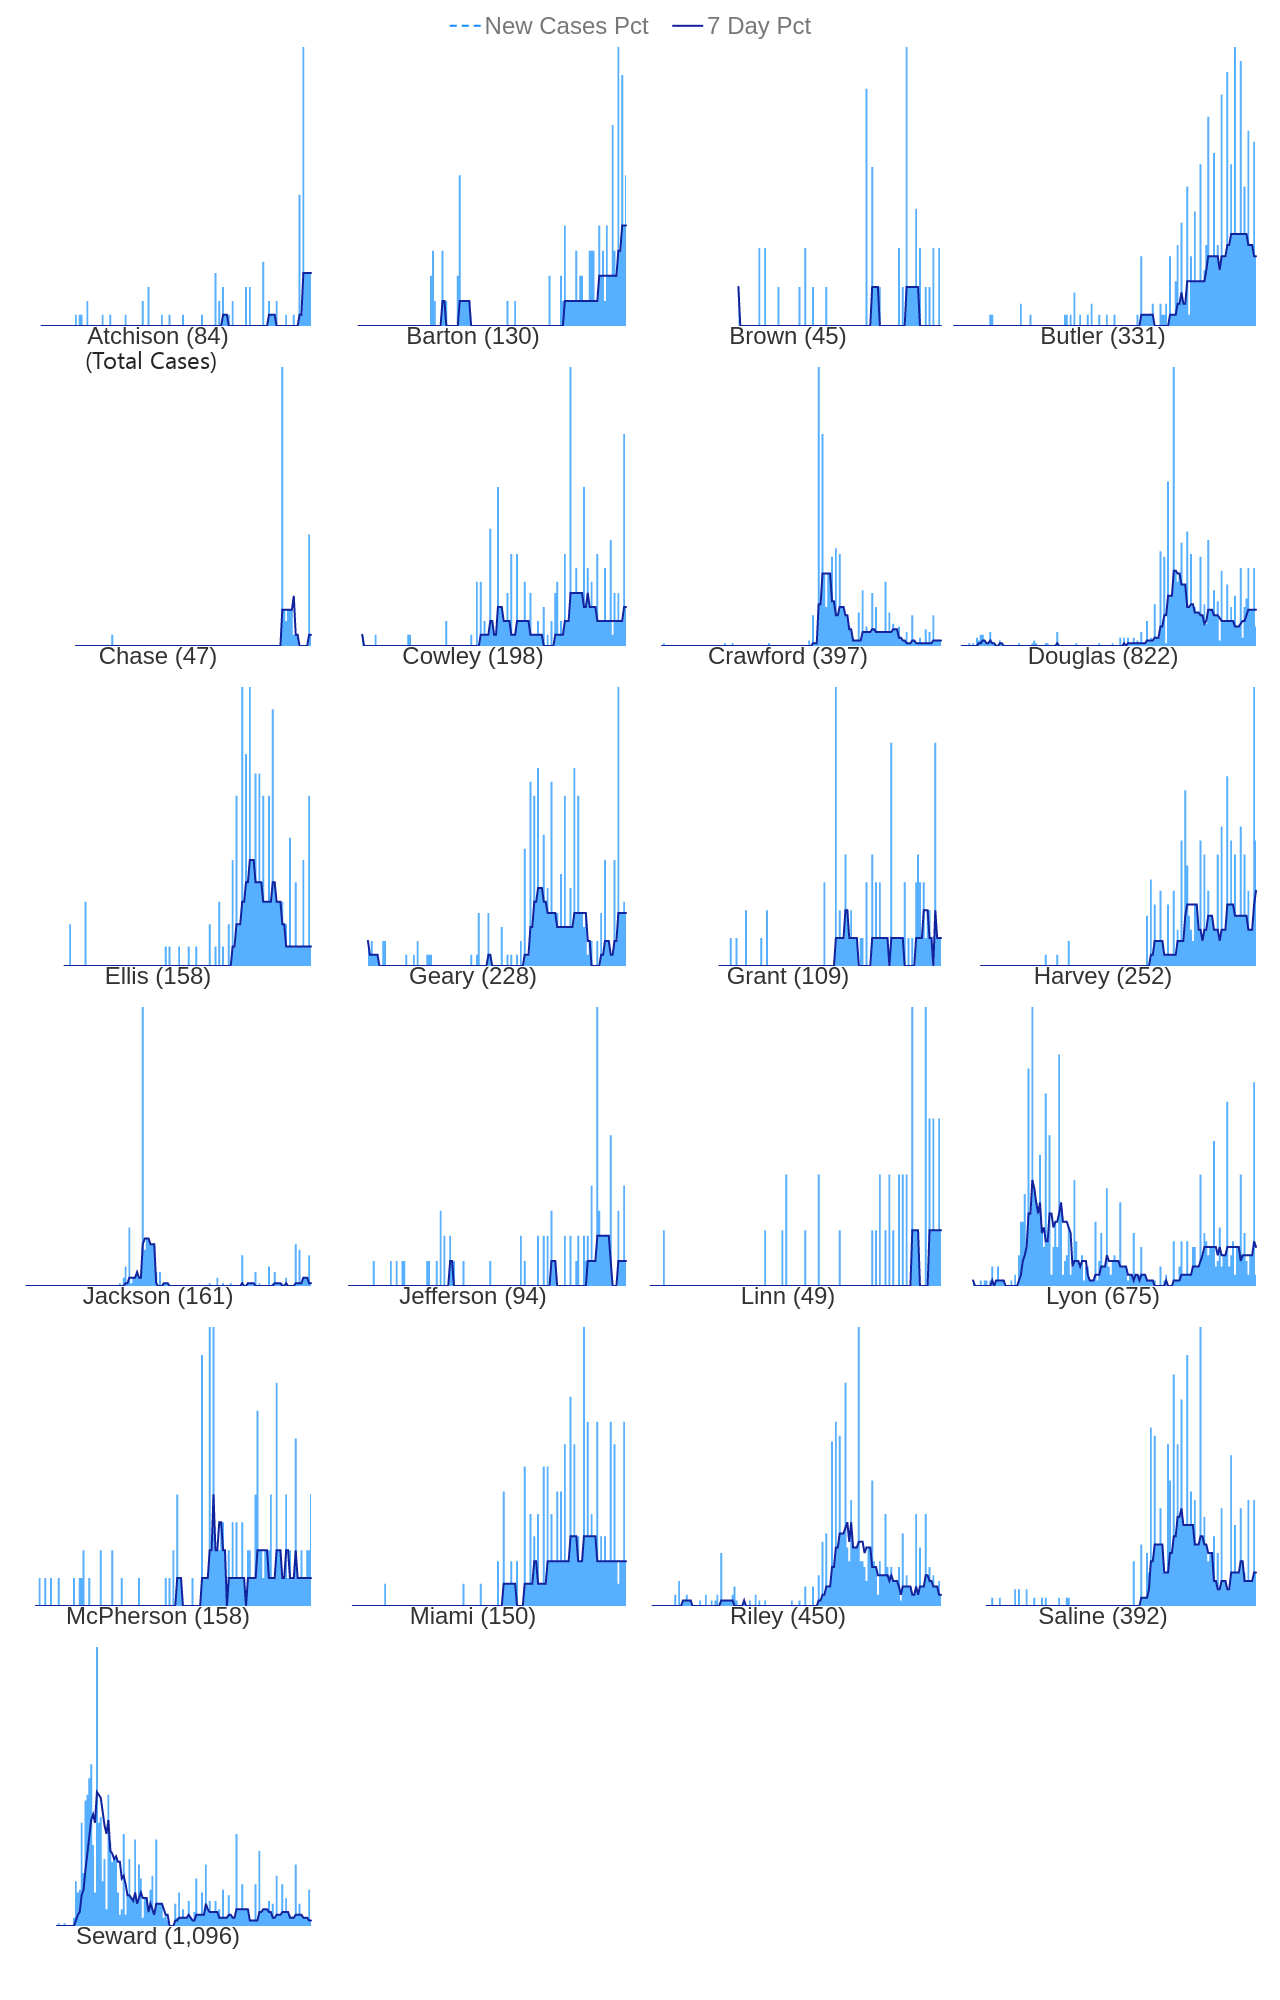 New Cases Pct 7 Day Pct
Atchison (84) Barton (130) Brown (45) Butler (331)
(Total Cases)
Chase (47) Cowley (198) Crawford (397) Douglas (822)
Ellis (158) Geary (228) Grant (109) Harvey (252)
Jackson (161) Jefferson (94) Linn (49) Lyon (675)
McPherson (158) Miami (150) Riley (450) Saline (392)
Seward (1,096)